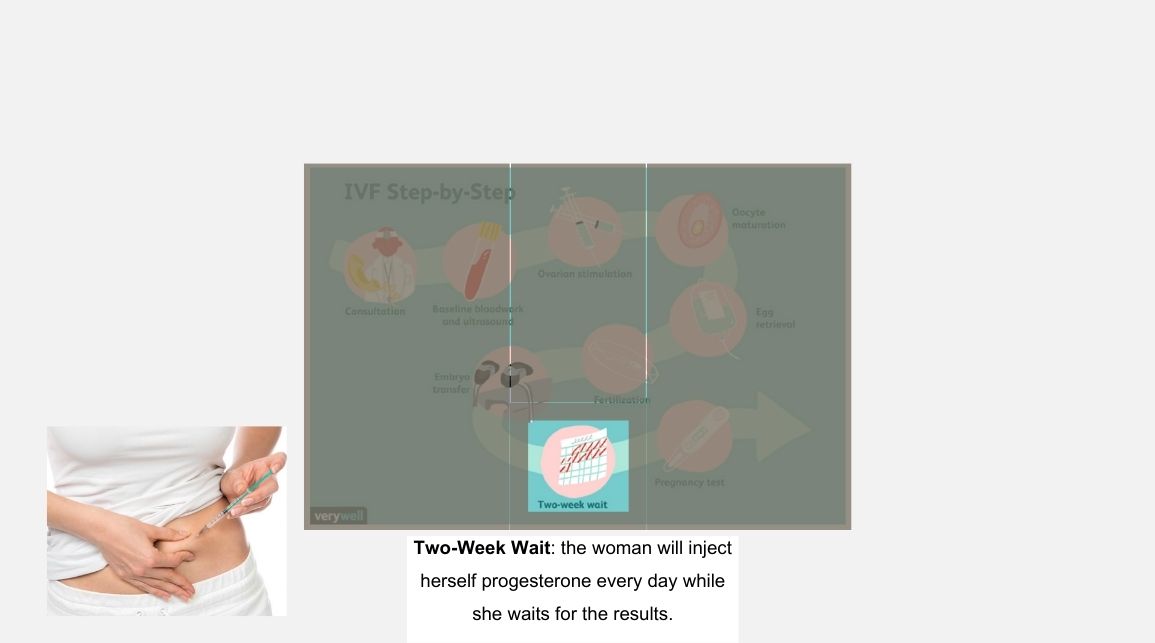 IVF Step-by-Step
Oocyte
maturation
Ovarian stimulation
Consultation
Baseline bloodwork
and ultrasound
Egg
retrieval
Embryo
transfer
Fertilization
Pregnancy test
Two-week wait
verywell
Two-Week Wait: the woman will inject
herself progesterone every day while
she waits for the results.